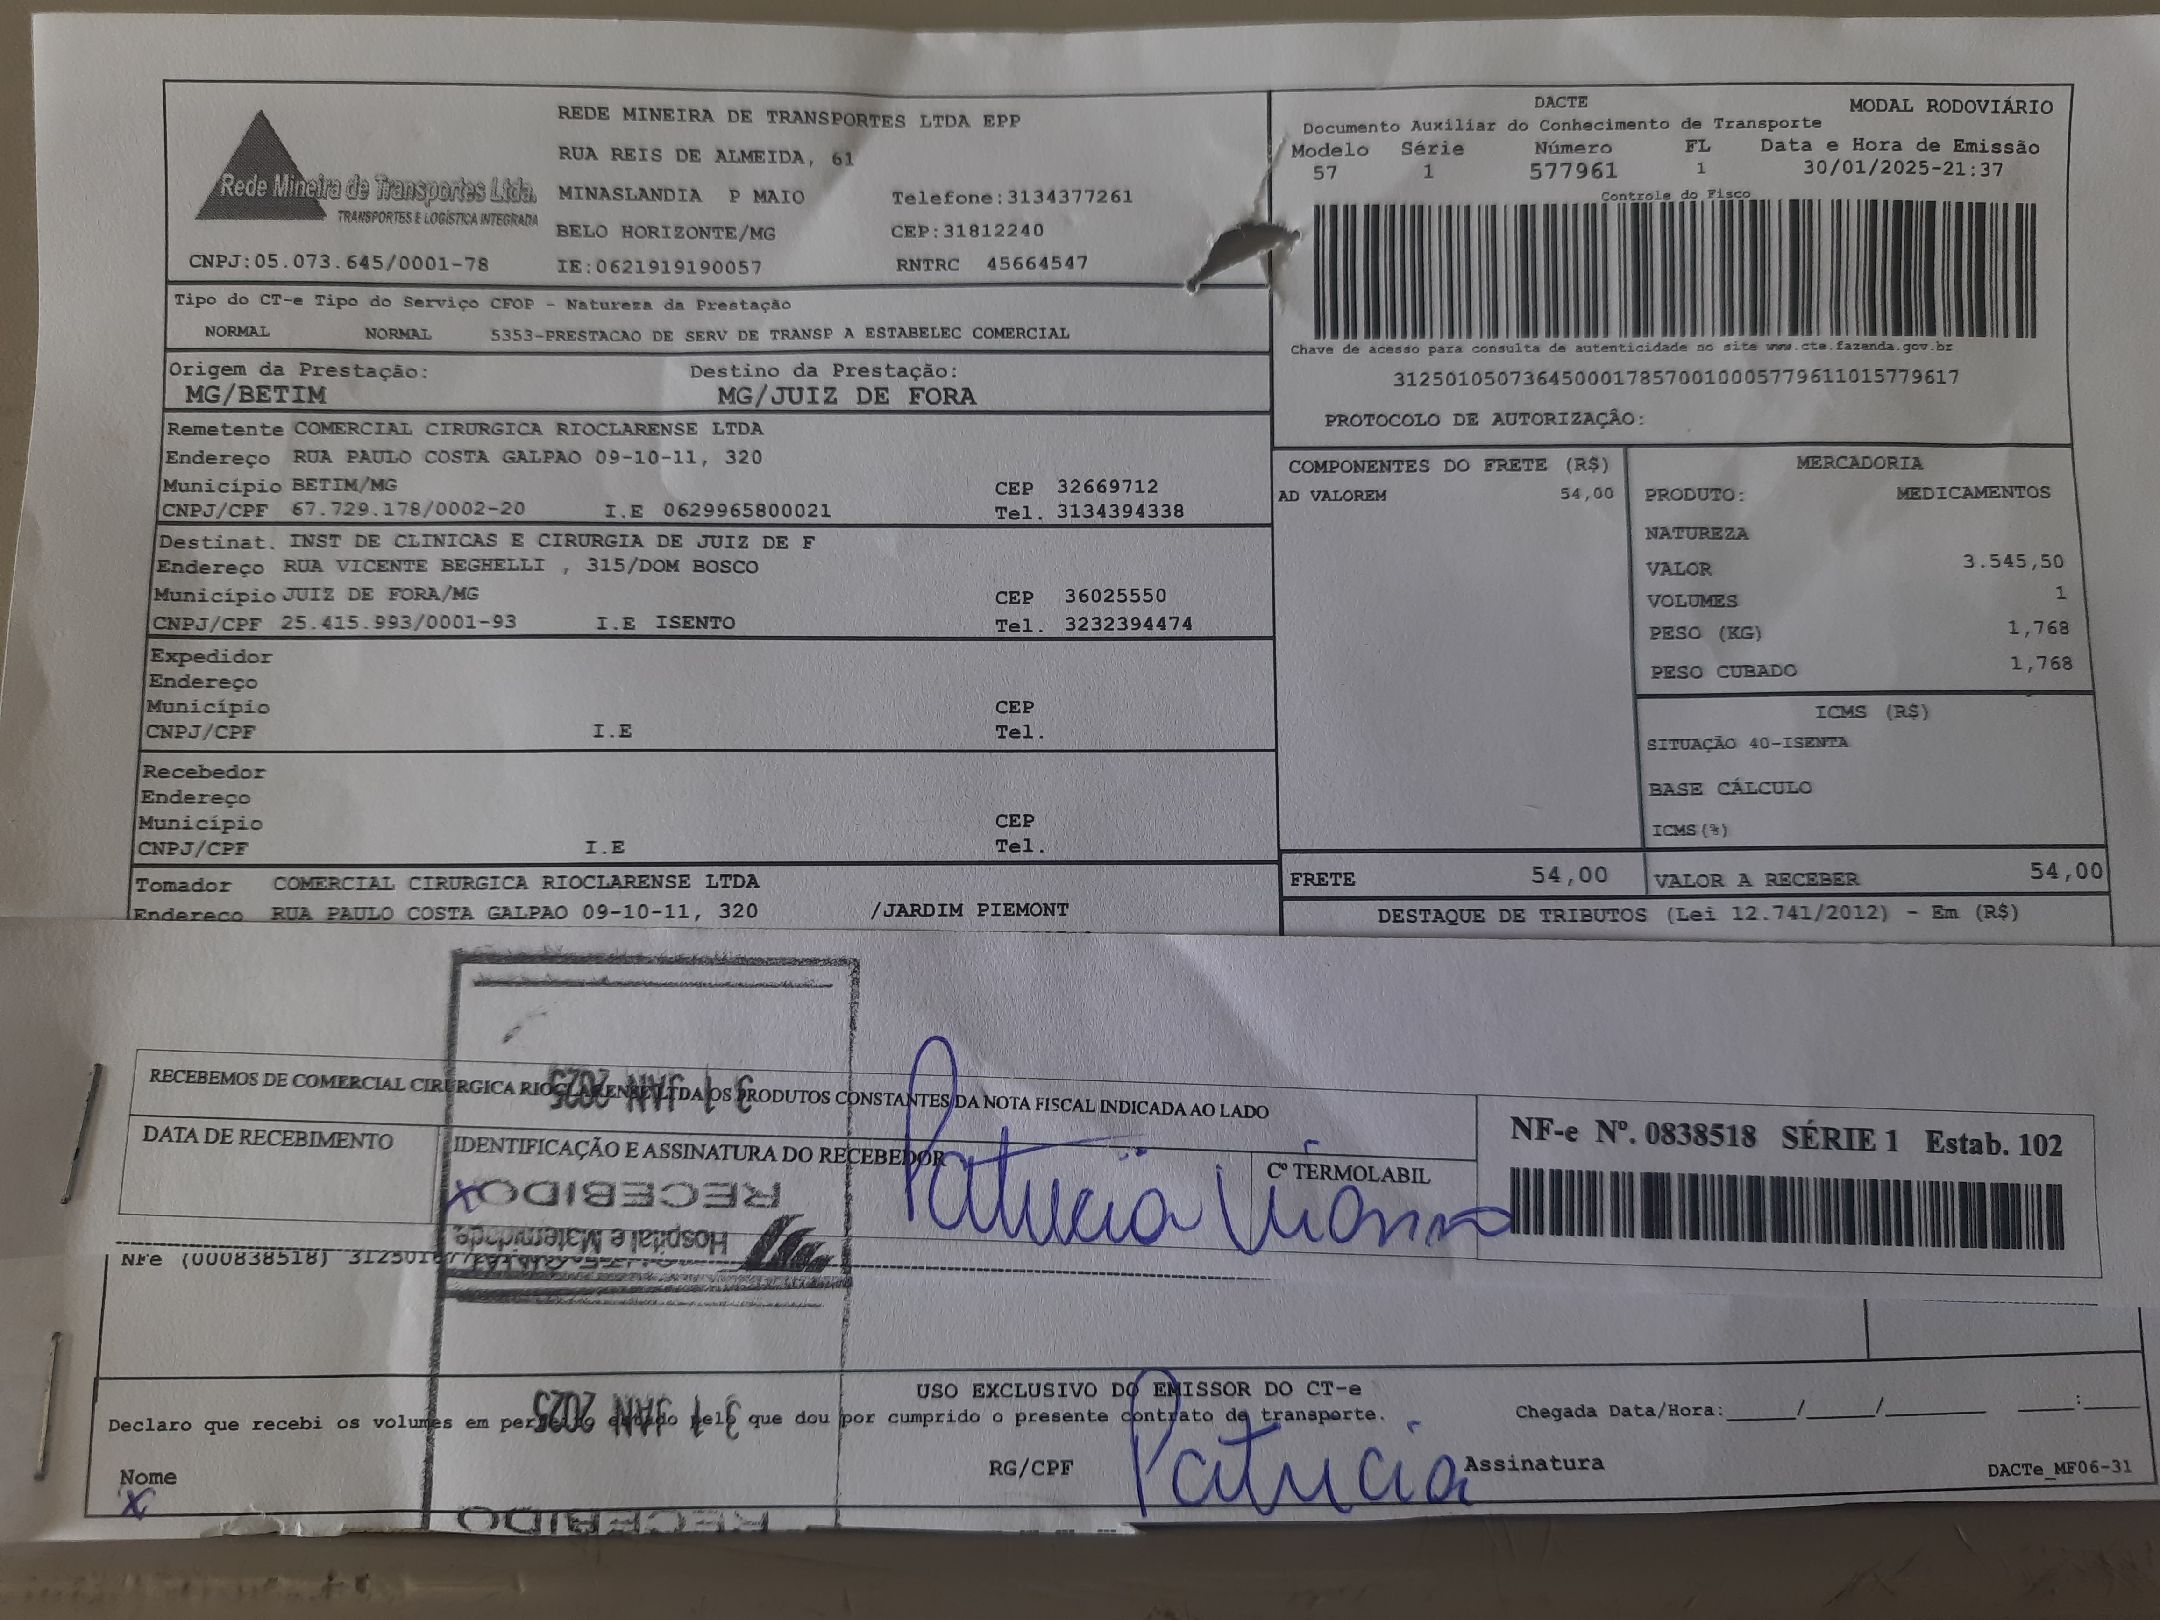 Rede Mineira de Transportes Ltda.
TRANSPORTES E LOGÍSTICA INTEGRADA
CNPJ:05.073.645/0001-78
REDE MINEIRA DE TRANSPORTES LTDA EPP
RUA REIS DE ALMEIDA, 61
MINASLANDIA P MAIO Telefone:3134377261
BELO HORIZONTE/MG CEP:31812240
IE:0621919190057 RNTRC 45664547
DACTE MODAL RODOVIÁRIO
Documento Auxiliar do Conhecimento de Transporte
Modelo Série Número FL Data e Hora de Emissão
57 1 577961 1 30/01/2025-21:37
Controle do Fisco
Chave de acesso para consulta de autenticidade no site www.cte.fazenda.gov.br
31250105073645000178570010005779611015779617
PROTOCOLO DE AUTORIZAÇÃO:
Tipo do CT-e Tipo do Serviço CFOP - Natureza da Prestação
NORMAL NORMAL 5353-PRESTACAO DE SERV DE TRANSP A ESTABELEC COMERCIAL
Origem da Prestação: Destino da Prestação:
MG/BETIM MG/JUIZ DE FORA
Remetente COMERCIAL CIRURGICA RIOCLARENSE LTDA
Endereço RUA PAULO COSTA GALPAO 09-10-11, 320
Município BETIM/MG CEP 32669712
CNPJ/CPF 67.729.178/0002-20 I.E 0629965800021 Tel. 3134394338
Destinat. INST DE CLINICAS E CIRURGIA DE JUIZ DE F
Endereço RUA VICENTE BEGHELLI , 315/DOM BOSCO
Município JUIZ DE FORA/MG CEP 36025550
CNPJ/CPF 25.415.993/0001-93 I.E ISENTO Tel. 3232394474
Expedidor
Endereço
Município CEP
CNPJ/CPF I.E Tel.
Recebedor
Endereço
Município CEP
CNPJ/CPF I.E Tel.
Tomador COMERCIAL CIRURGICA RIOCLARENSE LTDA
Endereço RUA PAULO COSTA GALPAO 09-10-11, 320 /JARDIM PIEMONT
COMPONENTES DO FRETE (R$)
AD VALOREM 54,00
MERCADORIA
PRODUTO: MEDICAMENTOS
NATUREZA
VALOR 3.545,50
VOLUMES 1
PESO (KG) 1,768
PESO CUBADO 1,768
ICMS (R$)
SITUAÇÃO 40-ISENTA
BASE CÁLCULO
ICMS(%)
FRETE 54,00 VALOR A RECEBER 54,00
DESTAQUE DE TRIBUTOS (Lei 12.741/2012) - Em (R$)
RECEBEMOS DE COMERCIAL CIRÚRGICA RIOCLARENSE LTDA OS PRODUTOS CONSTANTES DA NOTA FISCAL INDICADA AO LADO
31 JAN 2025
DATA DE RECEBIMENTO IDENTIFICAÇÃO E ASSINATURA DO RECEBEDOR
Patricia Vianna
Cº TERMOLABIL
NF-e Nº. 0838518 SÉRIE 1 Estab. 102
RECEBIDO
X
Hospital e Maternidade
NFe (000838518) 3125016
USO EXCLUSIVO DO EMISSOR DO CT-e
Declaro que recebi os volumes em perfeito estado pelo que dou por cumprido o presente contrato de transporte. Chegada Data/Hora:_____/_____/_______ ____:____
31 JAN 2025
Nome RG/CPF Patricia Assinatura DACTe_MF06-31
X
RECEBIDO